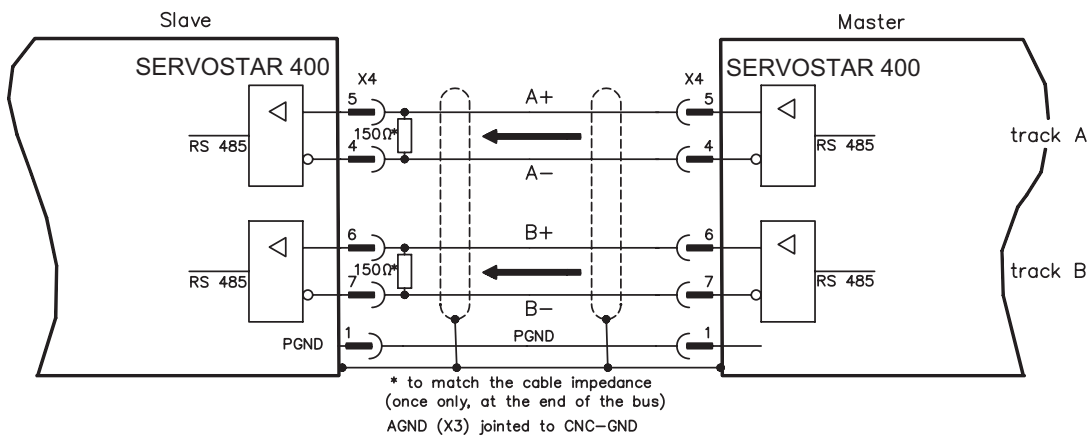 Slave
Master
SERVOSTAR 400
X4
X4
SERVOSTAR 400
5
A+
5
150Ω*
track A
RS 485
RS 485
4
4
A-
6
B+
6
150Ω*
track B
RS 485
RS 485
7
7
B-
PGND
1
PGND
1
* to match the cable impedance
(once only, at the end of the bus)
AGND (X3) jointed to CNC-GND